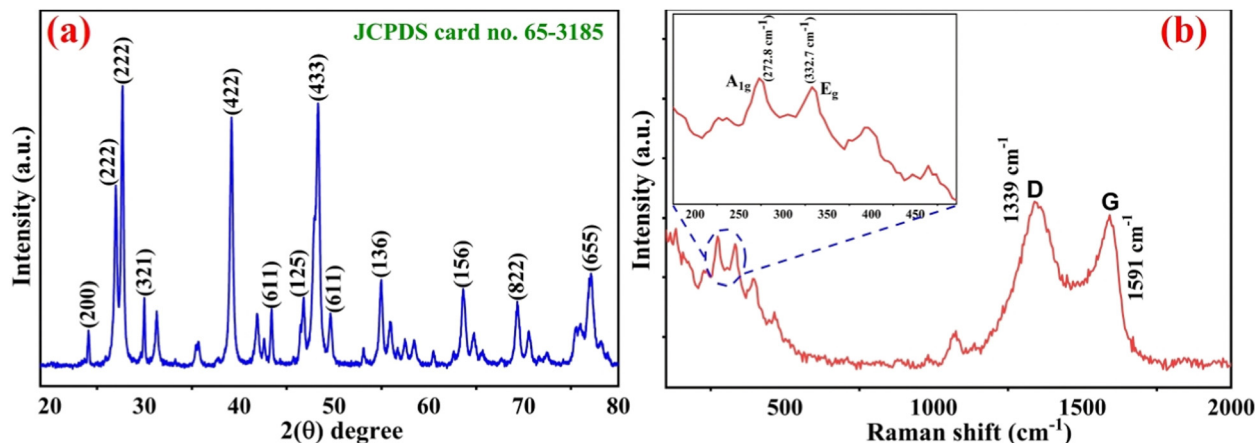 (a)
JCPDS card no. 65-3185
(200)
(222)
(222)
(321)
(422)
(611)
(125)
(433)
(611)
(136)
(156)
(822)
(655)
Intensity (a.u.)
20 30 40 50 60 70 80
2(θ) degree
(b)
A1g
(272.8 cm-1)
(332.7 cm-1)
Eg
200 250 300 350 400 450
1339 cm-1
D
G
1591 cm-1
Intensity (a.u.)
500 1000 1500 2000
Raman shift (cm-1)